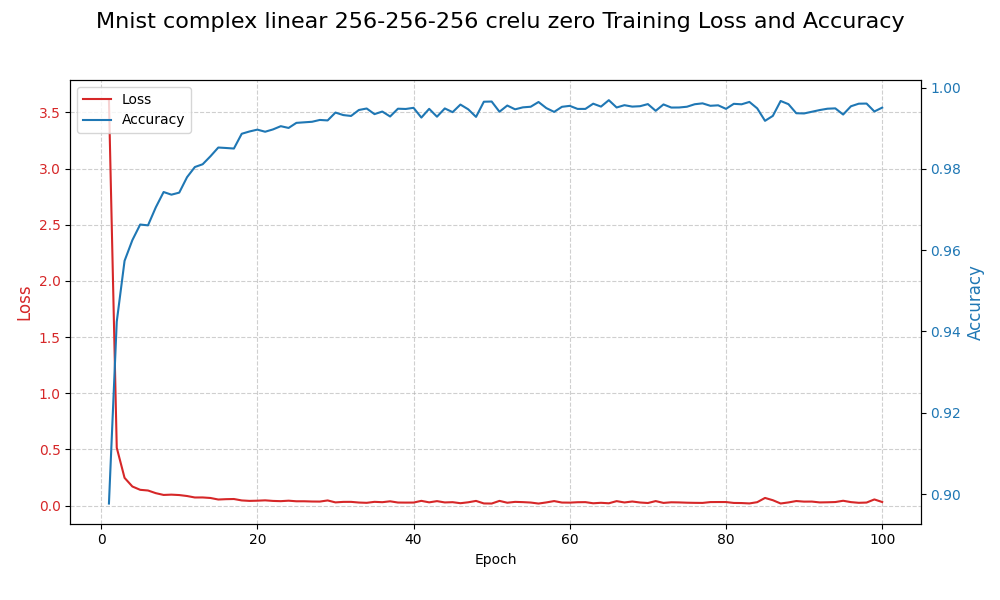 Mnist complex linear 256-256-256 crelu zero Training Loss and Accuracy
Loss
Accuracy
3.5
3.0
2.5
2.0
1.5
1.0
0.5
0.0
Loss
1.00
0.98
0.96
0.94
0.92
0.90
Accuracy
0 20 40 60 80 100
Epoch